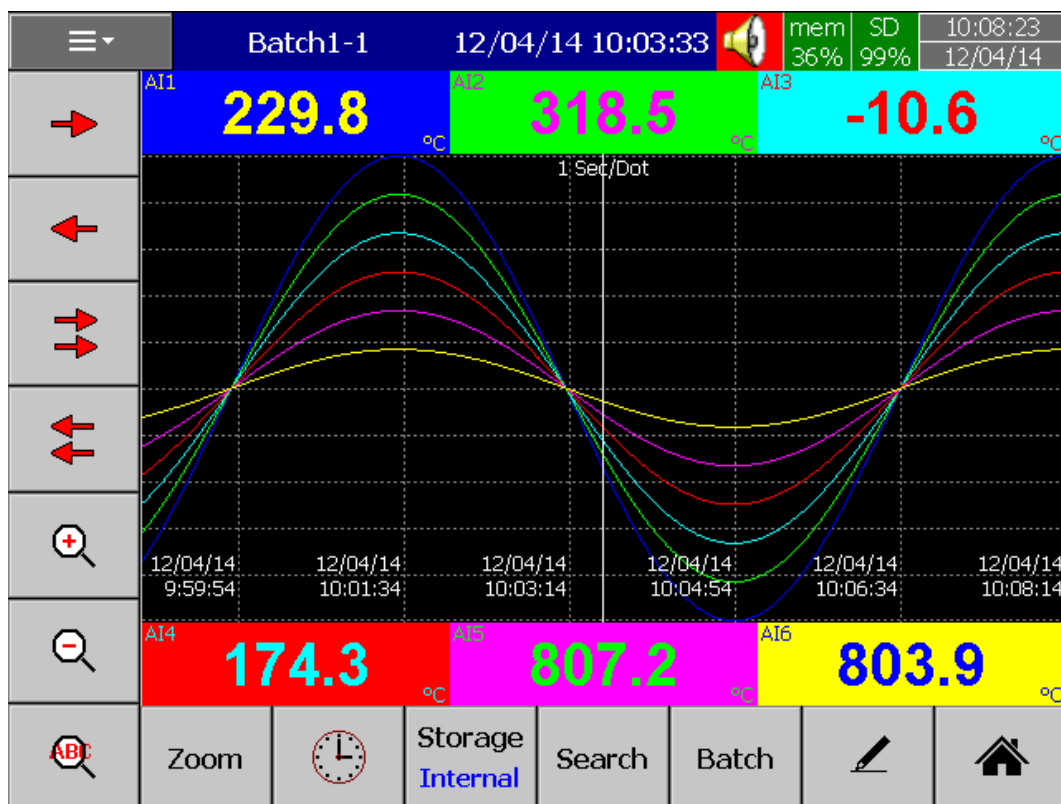 Batch1-1 12/04/14 10:03:33 mem 36% SD 99% 10:08:23 12/04/14
AI1 229.8 °C AI2 318.5 °C AI3 -10.6 °C
1 Sec/Dot
12/04/14 12/04/14 12/04/14 12/04/14 12/04/14 12/04/14
9:59:54 10:01:34 10:03:14 10:04:54 10:06:34 10:08:14
AI4 174.3 °C AI5 807.2 °C AI6 803.9 °C
ABC Zoom Storage Internal Search Batch